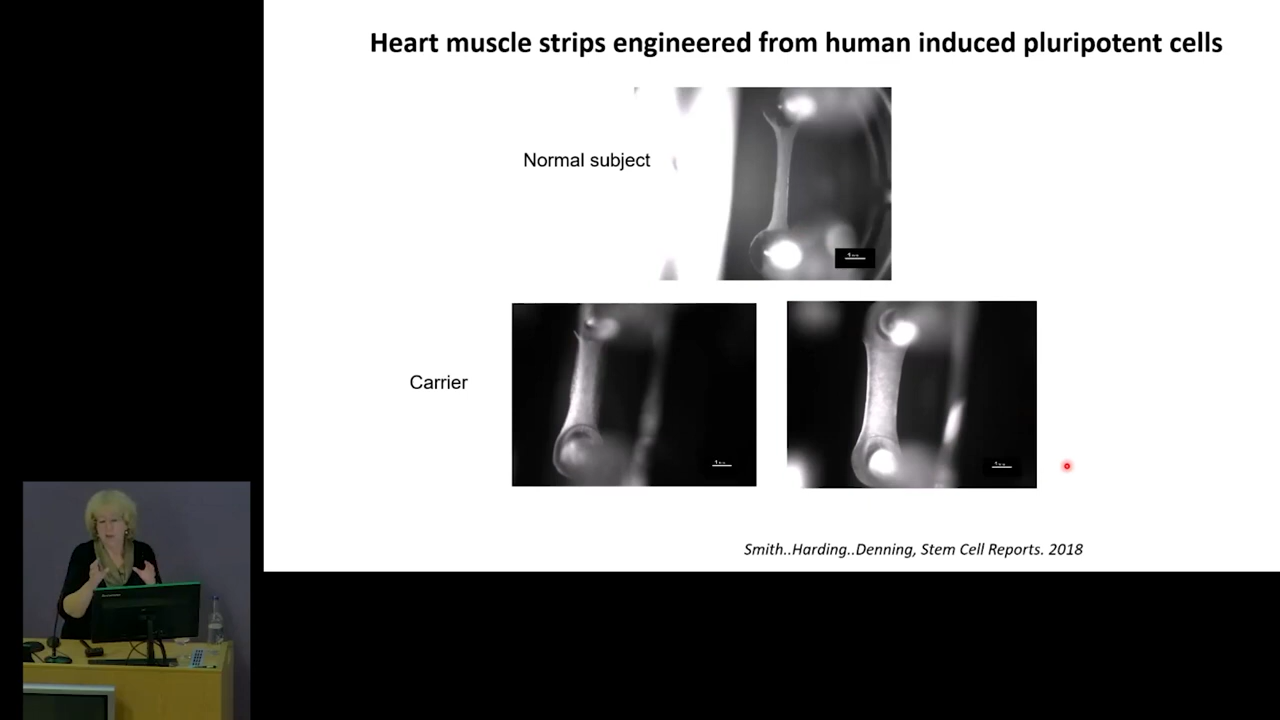 Heart muscle strips engineered from human induced pluripotent cells
Normal subject
Carrier
Smith..Harding..Denning, Stem Cell Reports. 2018